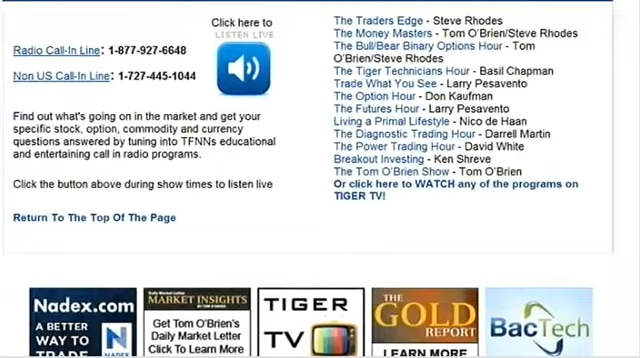 Click here to
LISTEN LIVE
Radio Call-In Line: 1-877-927-6648
Non US Call-In Line: 1-727-445-1044
Find out what's going on in the market and get your
specific stock, option, commodity and currency
questions answered by tuning into TFNNs educational
and entertaining call in radio programs.
Click the button above during show times to listen live
Return To The Top Of The Page
The Traders Edge - Steve Rhodes
The Money Masters - Tom O'Brien/Steve Rhodes
The Bull/Bear Binary Options Hour - Tom
O'Brien/Steve Rhodes
The Tiger Technicians Hour - Basil Chapman
Trade What You See - Larry Pesavento
The Option Hour - Don Kaufman
The Futures Hour - Larry Pesavento
Living a Primal Lifestyle - Nico de Haan
The Diagnostic Trading Hour - Darrell Martin
The Power Trading Hour - David White
Breakout Investing - Ken Shreve
The Tom O'Brien Show - Tom O'Brien
Or click here to WATCH any of the programs on
TIGER TV!
Nadex.com
A BETTER
WAY TO
TRADE
N
NADEX
Daily Market Letter
MARKET INSIGHTS
Get Tom O'Brien's
Daily Market Letter
Click To Learn More
TIGER
TV
THE
GOLD
REPORT
LEARN MORE
BacTech